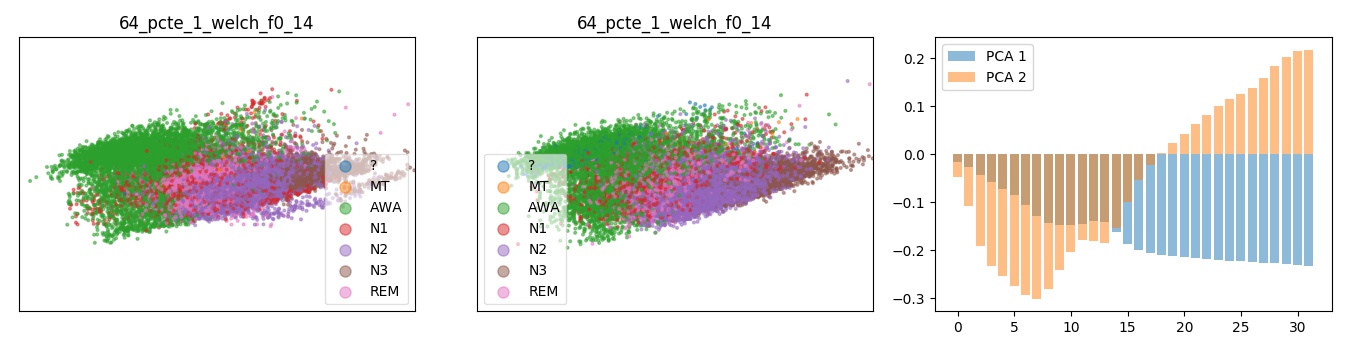 64_pcte_1_welch_f0_14
?
MT
AWA
N1
N2
N3
REM
64_pcte_1_welch_f0_14
?
MT
AWA
N1
N2
N3
REM
PCA 1
PCA 2
0.2
0.1
0.0
−0.1
−0.2
−0.3
0 5 10 15 20 25 30